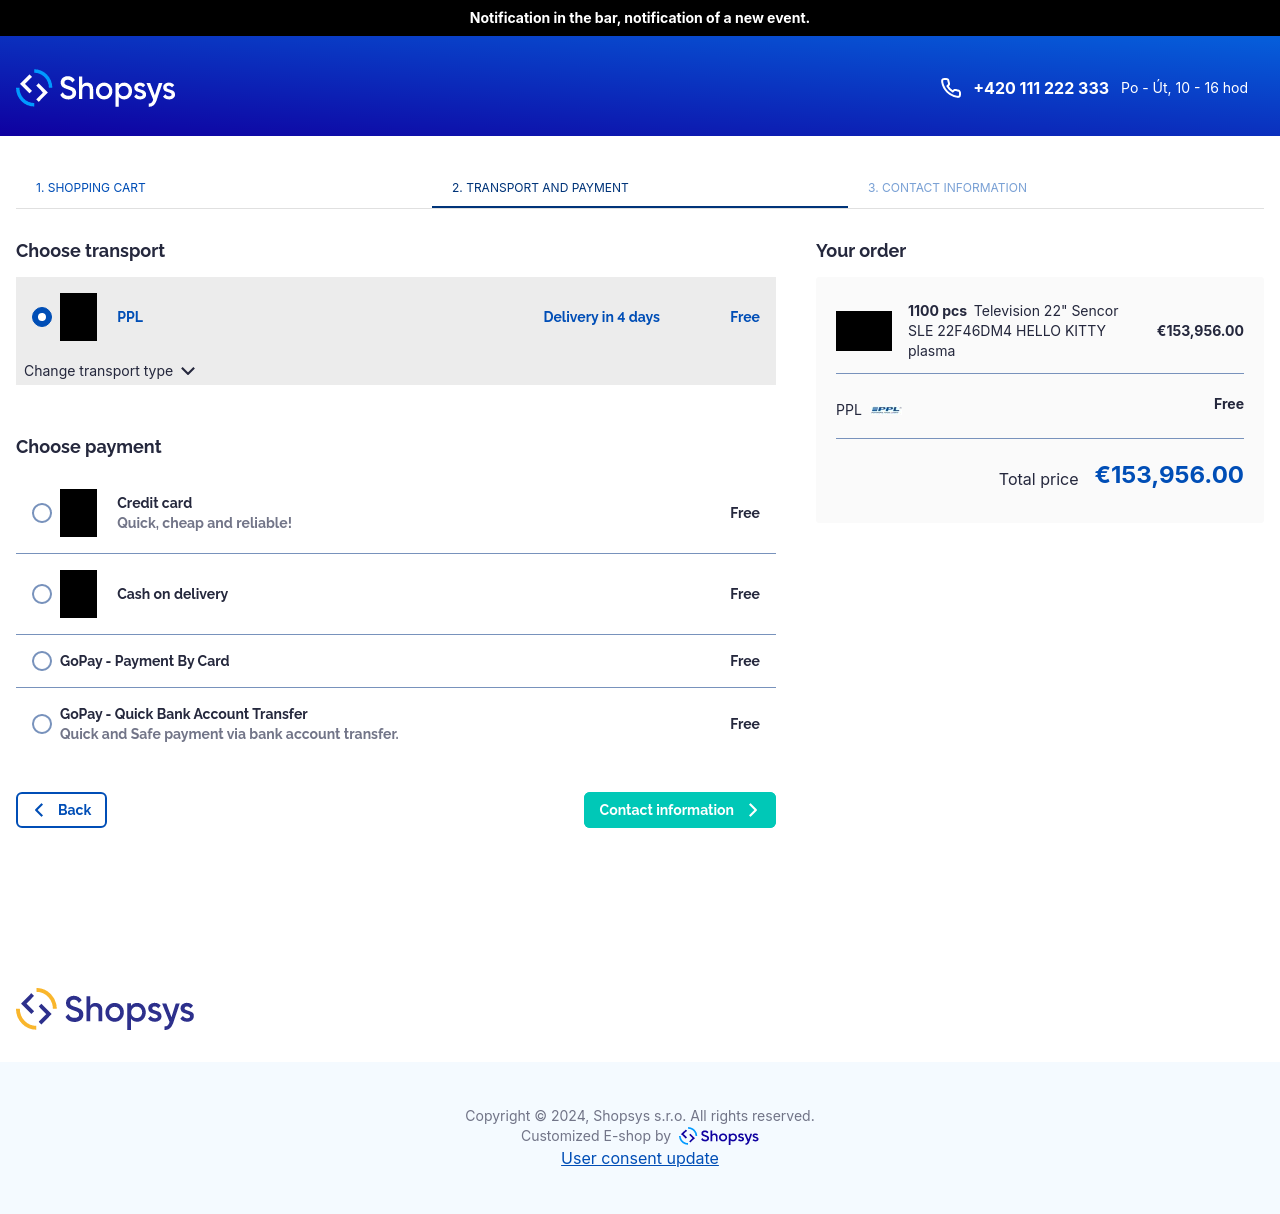 Notification in the bar, notification of a new event.
Shopsys
+420 111 222 333 Po - Út, 10 - 16 hod
1. SHOPPING CART
2. TRANSPORT AND PAYMENT
3. CONTACT INFORMATION
Choose transport
PPL Delivery in 4 days Free
Change transport type
Choose payment
Credit card
Quick, cheap and reliable!
Free
Cash on delivery Free
GoPay - Payment By Card Free
GoPay - Quick Bank Account Transfer
Quick and Safe payment via bank account transfer.
Free
Back
Contact information
Your order
1100 pcs Television 22" Sencor
SLE 22F46DM4 HELLO KITTY
plasma
€153,956.00
PPL PPL Free
Total price €153,956.00
Shopsys
Copyright © 2024, Shopsys s.r.o. All rights reserved.
Customized E-shop by Shopsys
User consent update